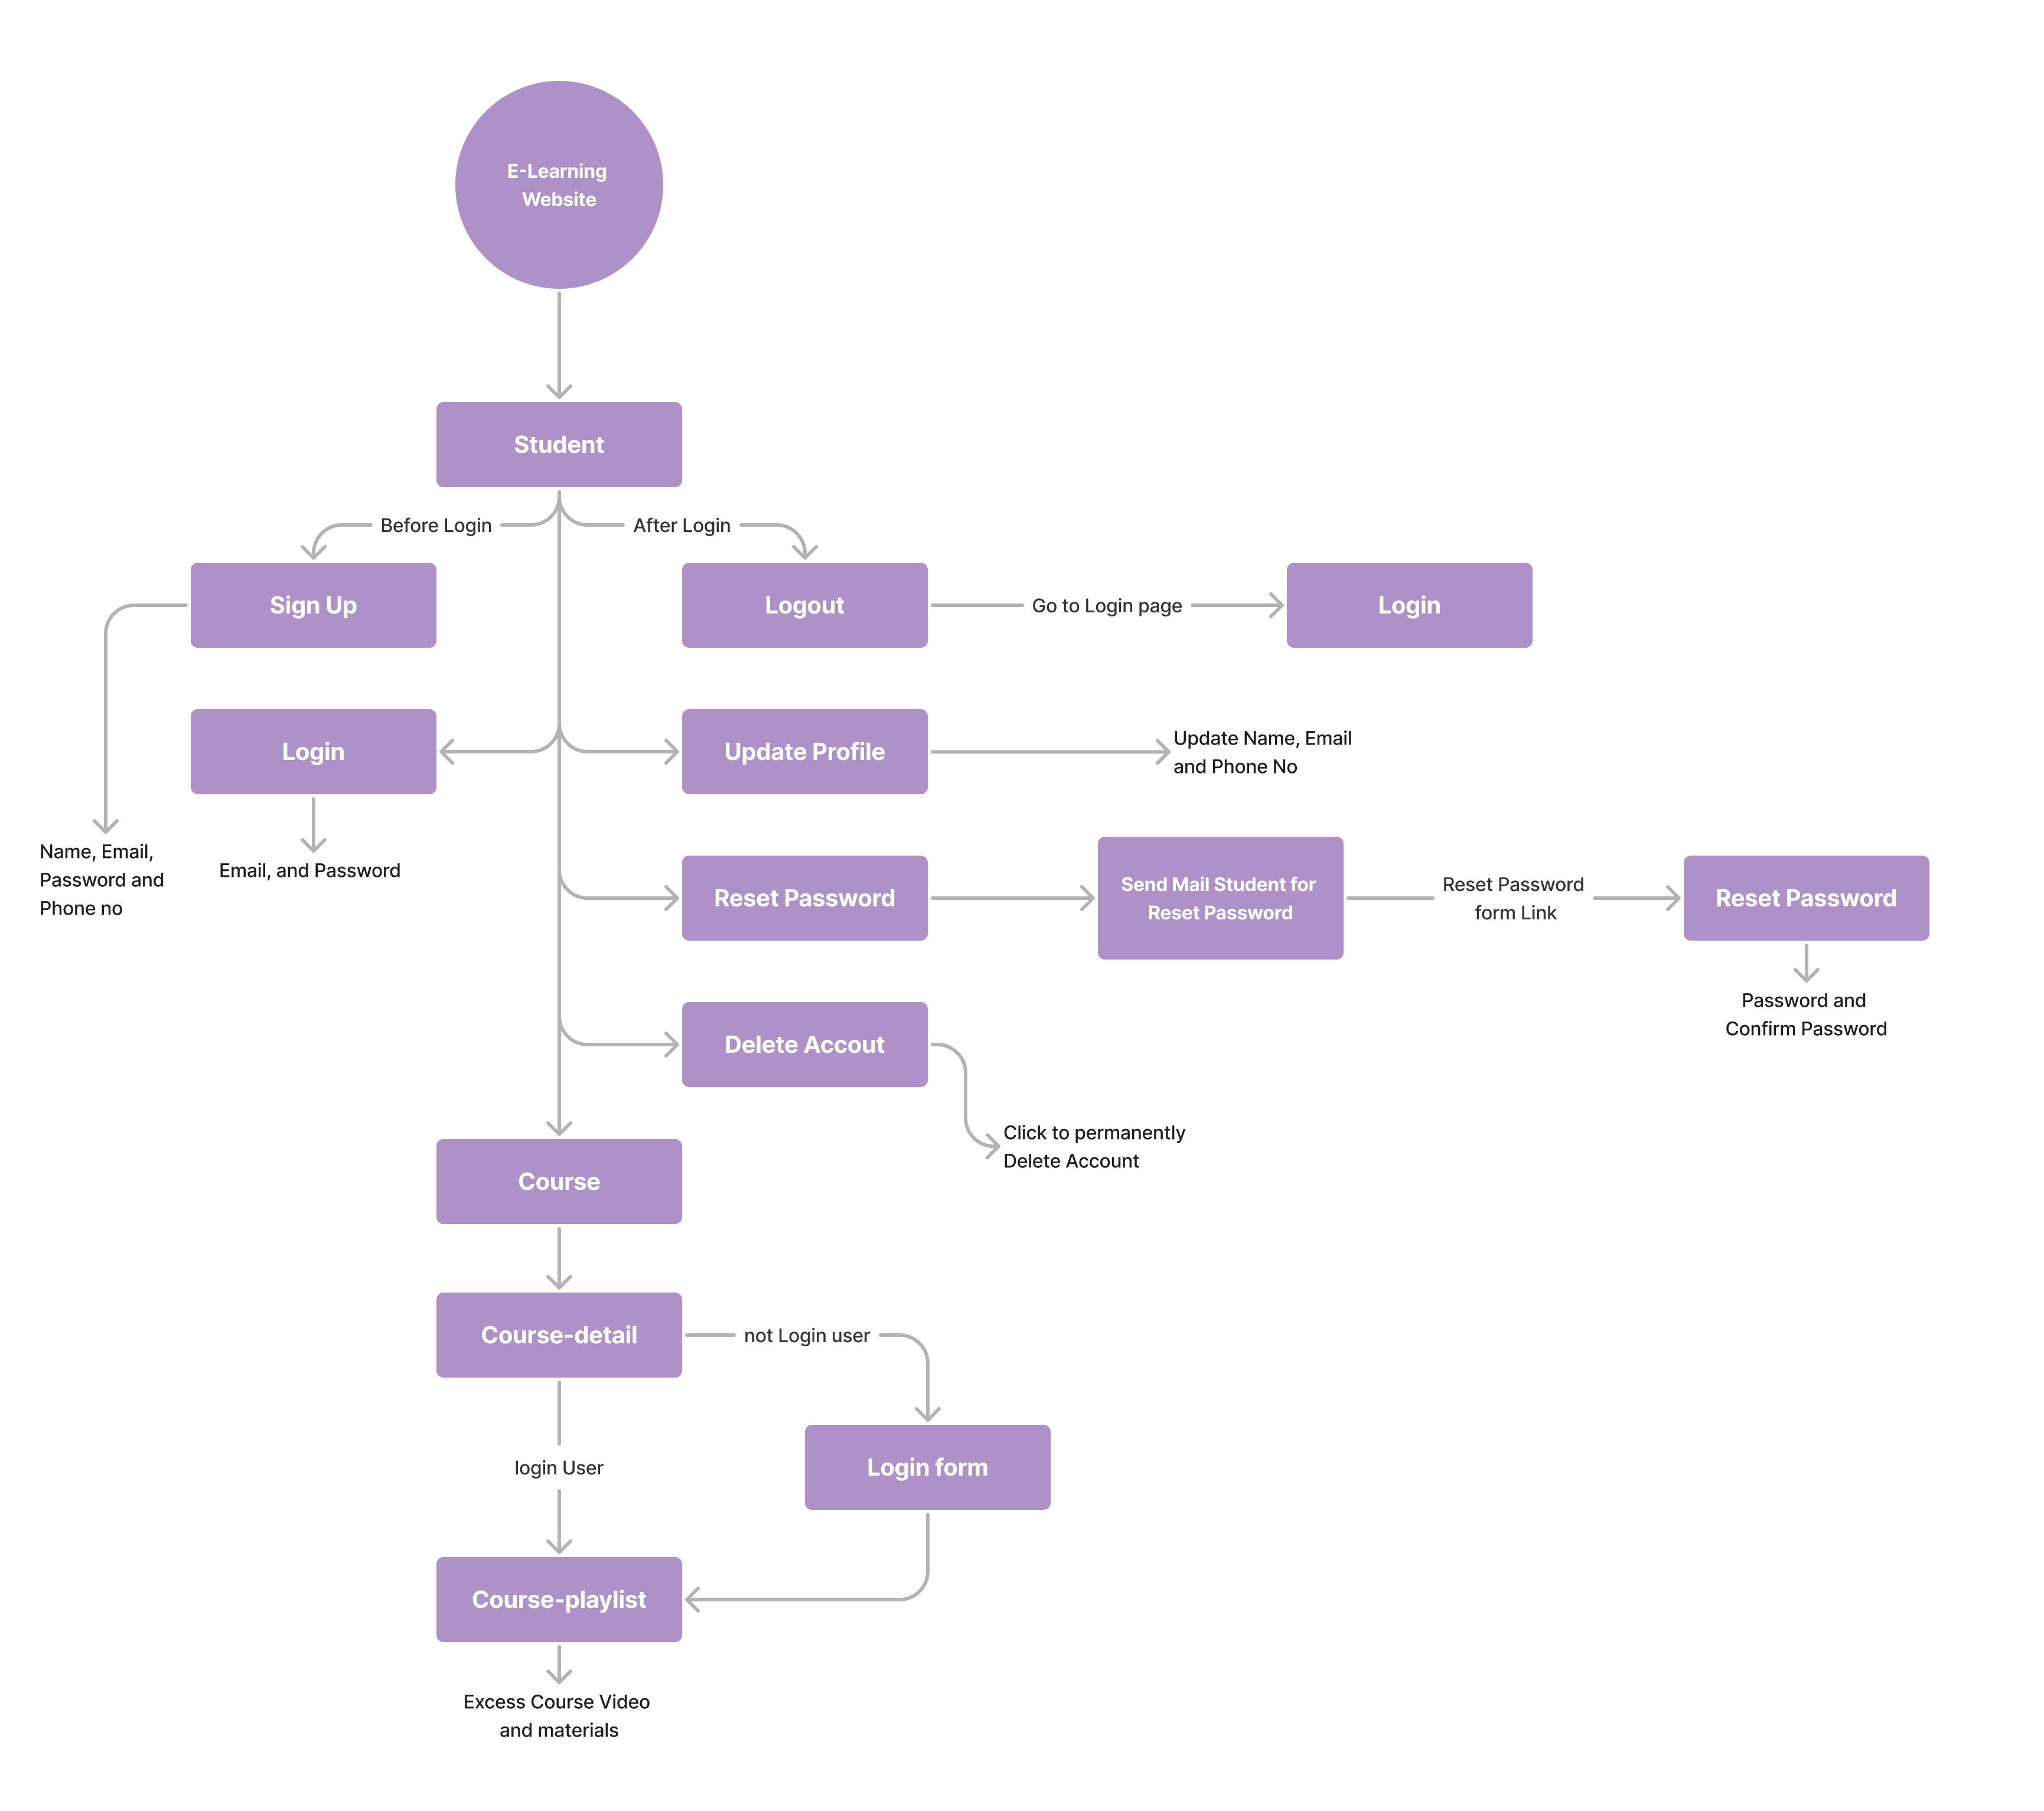 E-Learning
Website
Student
Before Login
After Login
Sign Up
Logout
Go to Login page
Login
Login
Update Profile
Update Name, Email
and Phone No
Name, Email,
Password and
Phone no
Email, and Password
Reset Password
Send Mail Student for
Reset Password
Reset Password
form Link
Reset Password
Password and
Confirm Password
Delete Accout
Click to permanently
Delete Account
Course
Course-detail
not Login user
login User
Login form
Course-playlist
Excess Course Video
and materials